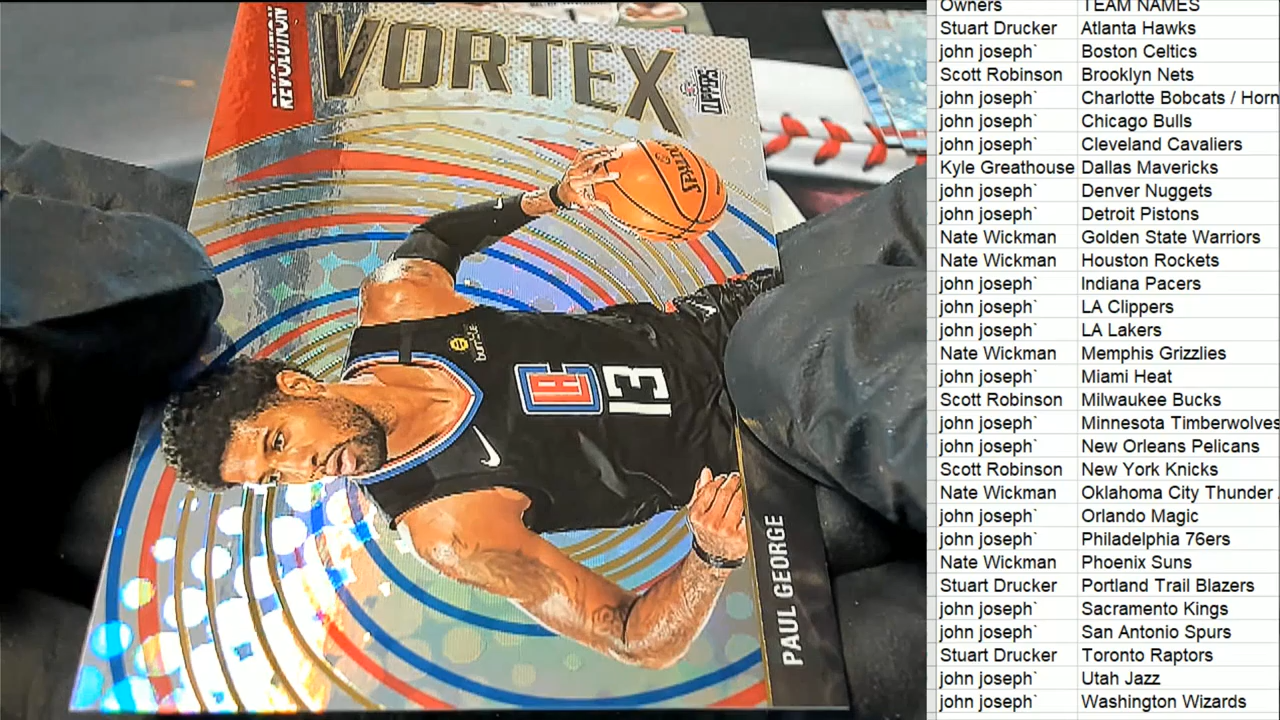 REVOLUTION
VORTEX
CLIPPERS
SPALDING
bumble
13
PAUL GEORGE
Owners TEAM NAMES
Stuart Drucker Atlanta Hawks
john joseph` Boston Celtics
Scott Robinson Brooklyn Nets
john joseph` Charlotte Bobcats / Horn
john joseph` Chicago Bulls
john joseph` Cleveland Cavaliers
Kyle Greathouse Dallas Mavericks
john joseph` Denver Nuggets
john joseph` Detroit Pistons
Nate Wickman Golden State Warriors
Nate Wickman Houston Rockets
john joseph` Indiana Pacers
john joseph` LA Clippers
john joseph` LA Lakers
Nate Wickman Memphis Grizzlies
john joseph` Miami Heat
Scott Robinson Milwaukee Bucks
john joseph` Minnesota Timberwolves
john joseph` New Orleans Pelicans
Scott Robinson New York Knicks
Nate Wickman Oklahoma City Thunder
john joseph` Orlando Magic
john joseph` Philadelphia 76ers
Nate Wickman Phoenix Suns
Stuart Drucker Portland Trail Blazers
john joseph` Sacramento Kings
john joseph` San Antonio Spurs
Stuart Drucker Toronto Raptors
john joseph` Utah Jazz
john joseph` Washington Wizards